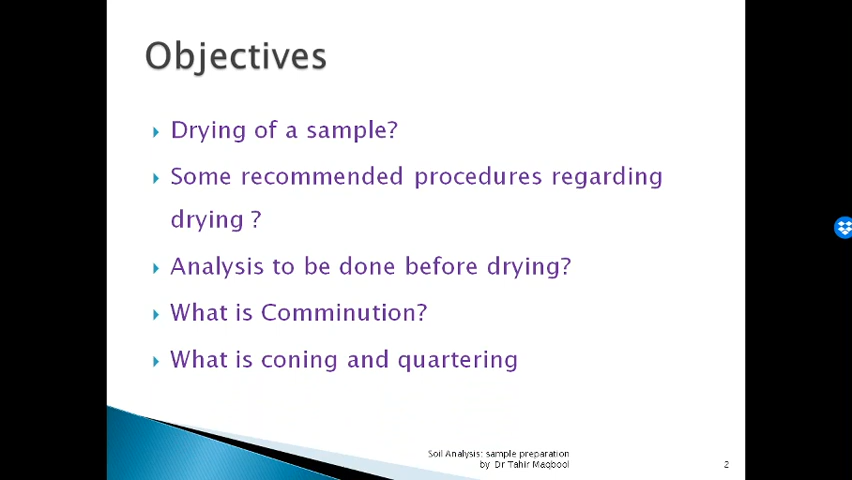 Objectives
Drying of a sample?
Some recommended procedures regarding
drying ?
Analysis to be done before drying?
What is Comminution?
What is coning and quartering
Soil Analysis: sample preparation
by Dr Tahir Maqbool
2